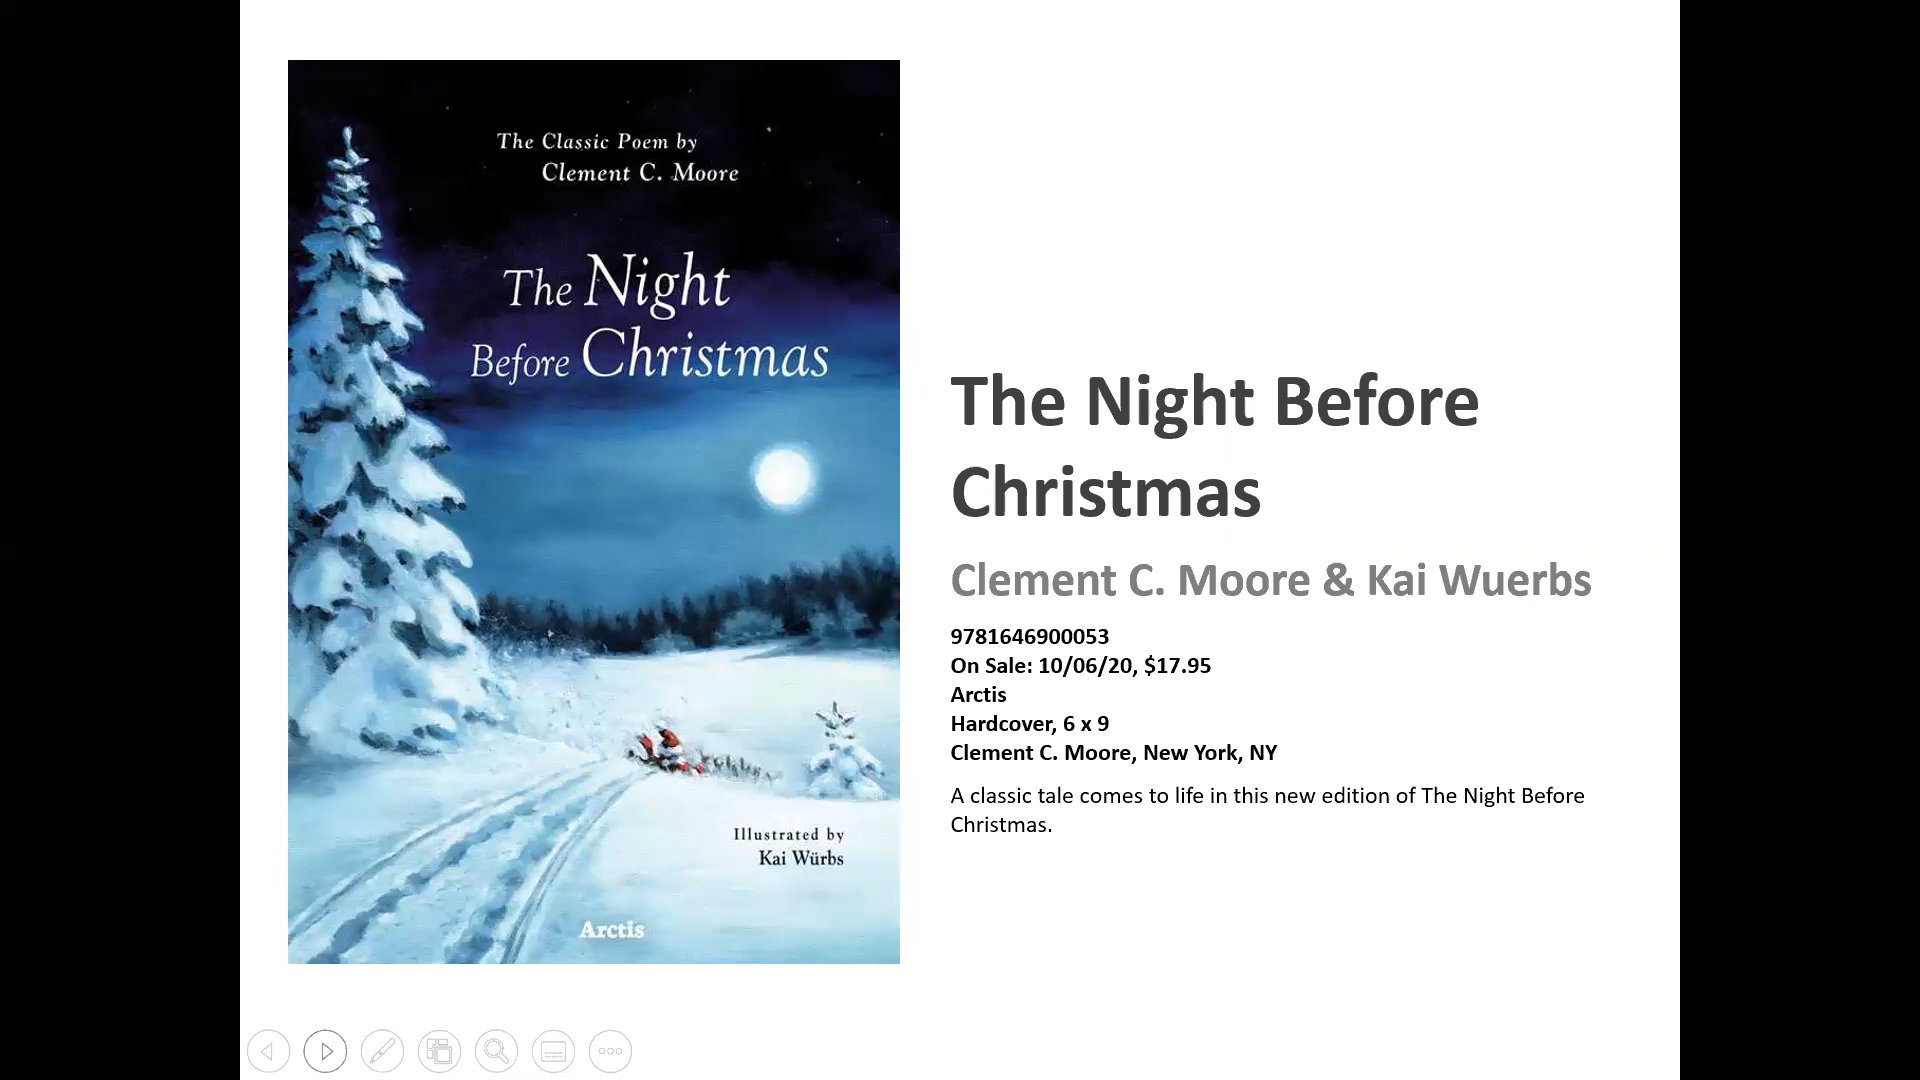 The Classic Poem by
Clement C. Moore
The Night
Before Christmas
Illustrated by
Kai Würbs
Arctis
The Night Before
Christmas
Clement C. Moore & Kai Wuerbs
9781646900053
On Sale: 10/06/20, $17.95
Arctis
Hardcover, 6 x 9
Clement C. Moore, New York, NY
A classic tale comes to life in this new edition of The Night Before
Christmas.